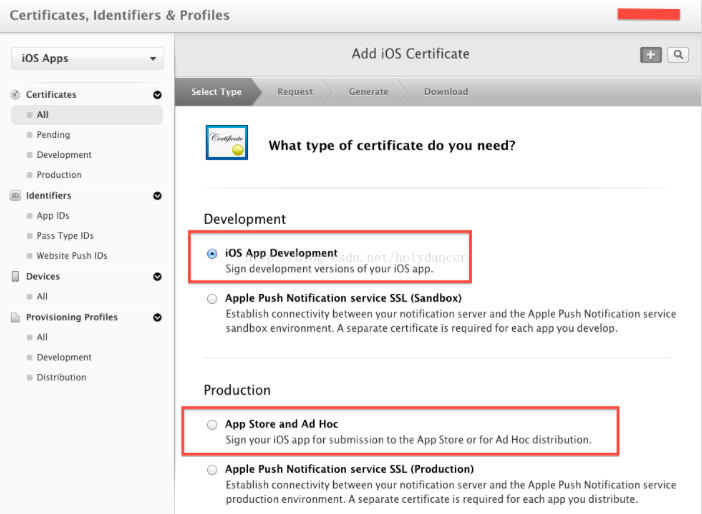 Certificates, Identifiers & Profiles
iOS Apps
Certificates
All
Pending
Development
Production
Identifiers
App IDs
Pass Type IDs
Website Push IDs
Devices
All
Provisioning Profiles
All
Development
Distribution
Add iOS Certificate
Select Type
Request
Generate
Download
Certificate
What type of certificate do you need?
Development
iOS App Development
http://blog.csdn.net/holydancer
Sign development versions of your iOS app.
Apple Push Notification service SSL (Sandbox)
Establish connectivity between your notification server and the Apple Push Notification service
sandbox environment. A separate certificate is required for each app you develop.
Production
App Store and Ad Hoc
Sign your iOS app for submission to the App Store or for Ad Hoc distribution.
Apple Push Notification service SSL (Production)
Establish connectivity between your notification server and the Apple Push Notification service
production environment. A separate certificate is required for each app you distribute.